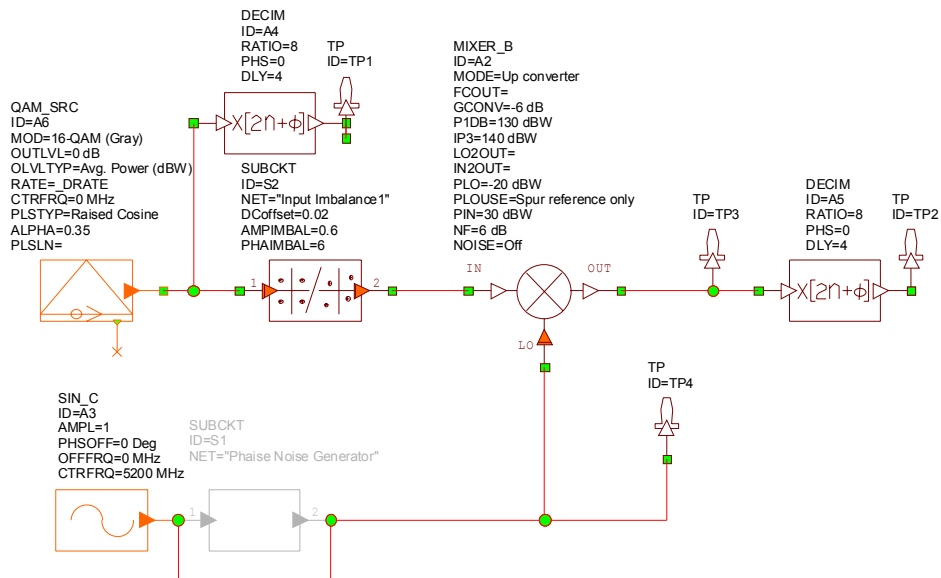 DECIM
ID=A4
RATIO=8
PHS=0
DLY=4
TP
ID=TP1
X[2n+ϕ]
QAM_SRC
ID=A6
MOD=16-QAM (Gray)
OUTLVL=0 dB
OLVLTYP=Avg. Power (dBW)
RATE=_DRATE
CTRFRQ=0 MHz
PLSTYP=Raised Cosine
ALPHA=0.35
PLSLN=
SUBCKT
ID=S2
NET="Input Imbalance1"
DCoffset=0.02
AMPIMBAL=0.6
PHAIMBAL=6
1
2
MIXER_B
ID=A2
MODE=Up converter
FCOUT=
GCONV=-6 dB
P1DB=130 dBW
IP3=140 dBW
LO2OUT=
IN2OUT=
PLO=-20 dBW
PLOUSE=Spur reference only
PIN=30 dBW
NF=6 dB
NOISE=Off
IN
OUT
LO
TP
ID=TP3
DECIM
ID=A5
RATIO=8
PHS=0
DLY=4
X[2n+ϕ]
TP
ID=TP2
TP
ID=TP4
SIN_C
ID=A3
AMPL=1
PHSOFF=0 Deg
OFFFRQ=0 MHz
CTRFRQ=5200 MHz
SUBCKT
ID=S1
NET="Phaise Noise Generator"
1
2